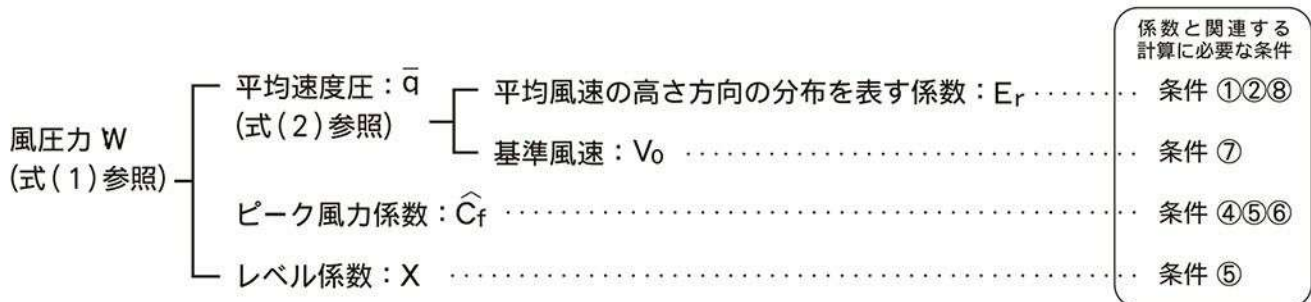 係数と関連する
計算に必要な条件
平均速度圧：q̄
(式(2)参照)
平均風速の高さ方向の分布を表す係数：Er ････････ 条件 ①②⑧
風圧力 W
(式(1)参照)
基準風速：V₀ ･･････････････････････････ 条件 ⑦
ピーク風力係数：Ĉf ････････････････････････････････････ 条件 ④⑤⑥
レベル係数：X ･･････････････････････････････････････ 条件 ⑤